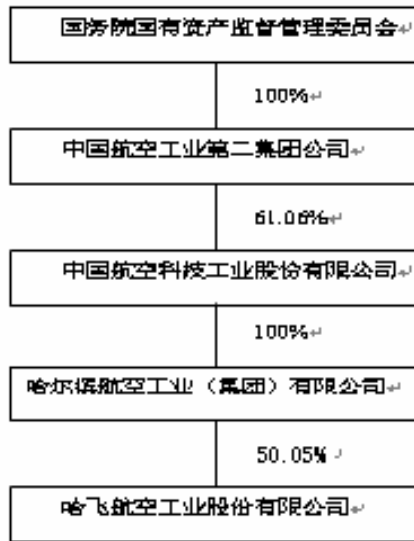 国务院国有资产监督管理委员会
100%
中国航空工业第二集团公司
61.06%
中国航空科技工业股份有限公司
100%
哈尔滨航空工业（集团）有限公司
50.05%
哈飞航空工业股份有限公司